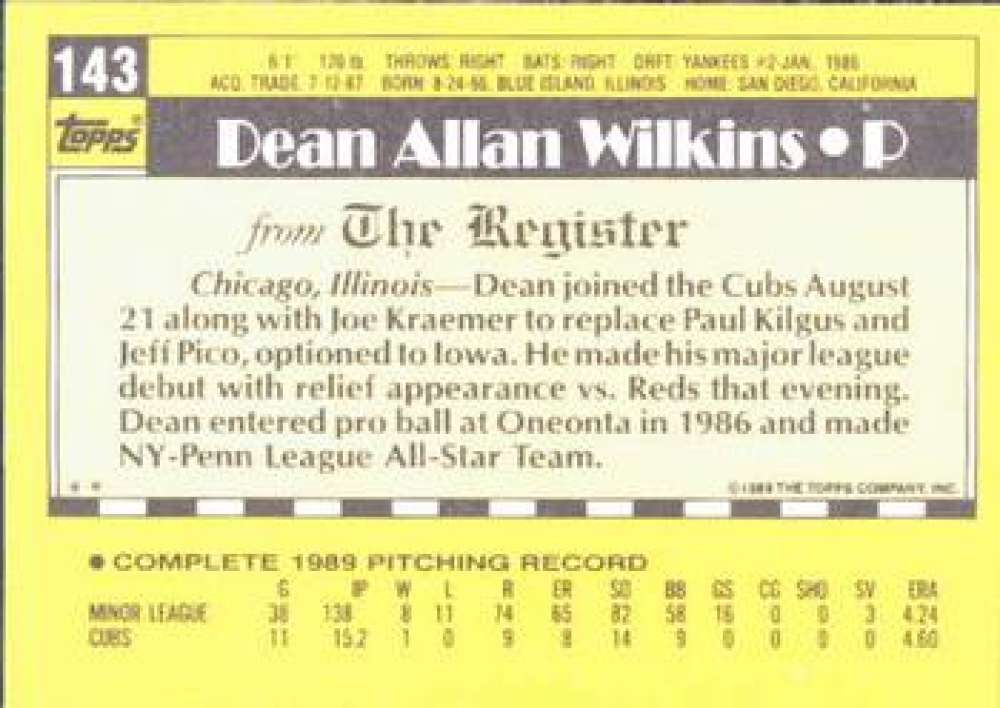 143
6'1" 170 lb. THROWS: RIGHT BATS: RIGHT DRFT: YANKEES #2-JAN. 1986
ACQ: TRADE, 7-12-87 BORN: 8-24-66, BLUE ISLAND, ILLINOIS HOME: SAN DIEGO, CALIFORNIA
Topps®
Dean Allan Wilkins • P
from The Register
Chicago, Illinois—Dean joined the Cubs August
21 along with Joe Kraemer to replace Paul Kilgus and
Jeff Pico, optioned to Iowa. He made his major league
debut with relief appearance vs. Reds that evening.
Dean entered pro ball at Oneonta in 1986 and made
NY-Penn League All-Star Team.
* * © 1989 THE TOPPS COMPANY, INC.
• COMPLETE 1989 PITCHING RECORD
G IP W L R ER SO BB GS CG SHO SV ERA
MINOR LEAGUE 38 138 8 11 74 65 82 58 16 0 0 3 4.24
CUBS 11 15.2 1 0 9 8 14 9 0 0 0 0 4.60